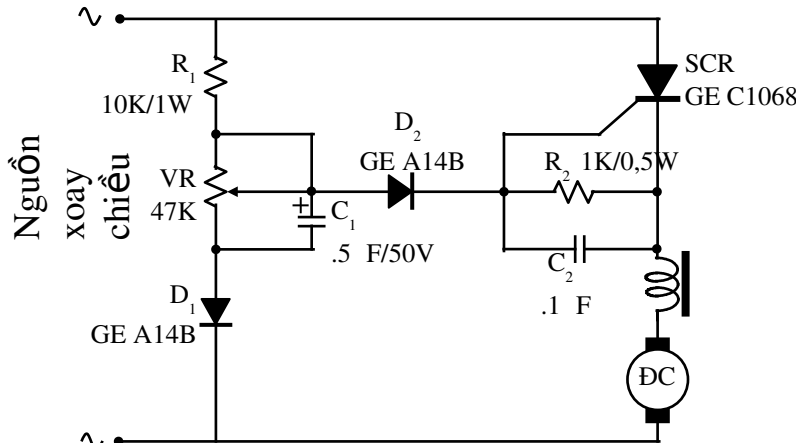 R1
10K/1W
Nguồn
xoay
chiều
VR
47K
D1
GE A14B
+
C1
.5 F/50V
D2
GE A14B
SCR
GE C1068
R2 1K/0,5W
C2
.1 F
ĐC